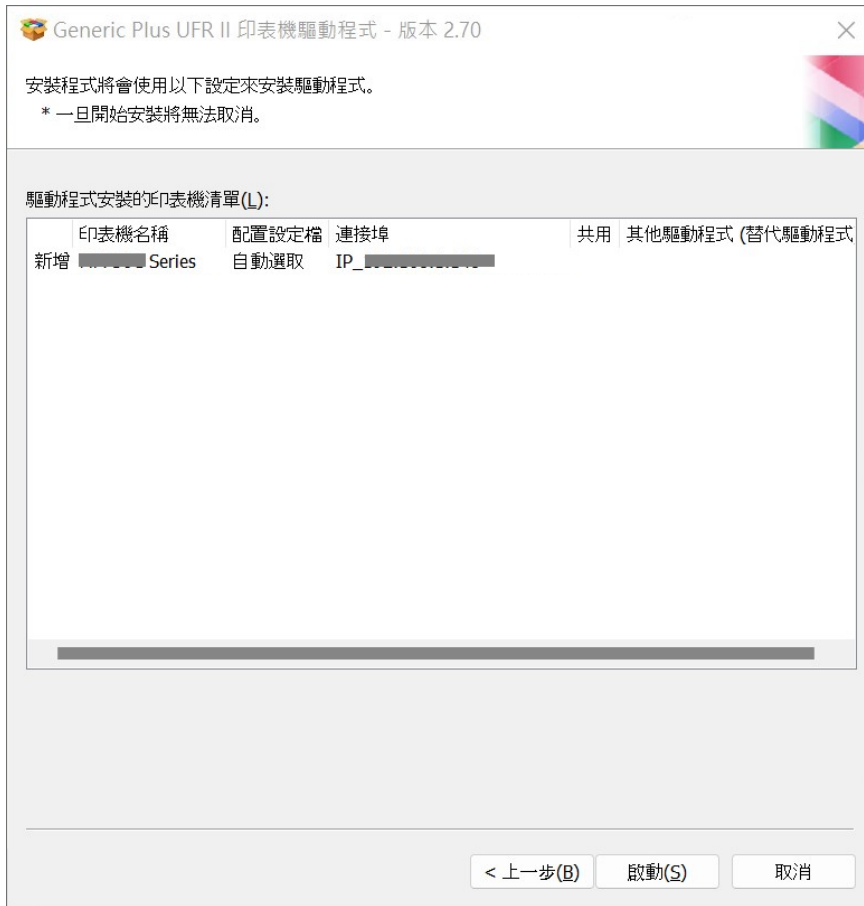 Generic Plus UFR II 印表機驅動程式 - 版本 2.70
安裝程式將會使用以下設定來安裝驅動程式。
* 一旦開始安裝將無法取消。
驅動程式安裝的印表機清單(L):
印表機名稱 配置設定檔 連接埠 共用 其他驅動程式 (替代驅動程式
新增 Series 自動選取 IP_
< 上一步(B) 啟動(S) 取消